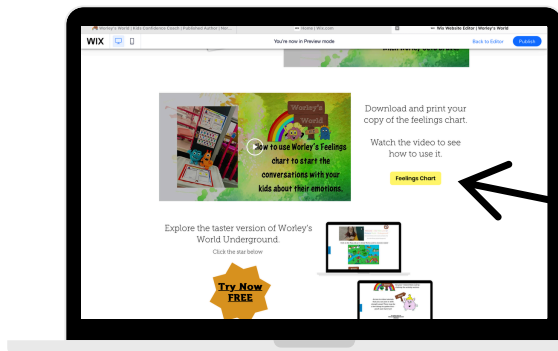 Worley's World | Kids Confidence Coach | Published Author | Not...
Home | Wix.com
Wix Website Editor | Worley's World
WIX
You're now in Preview mode
Back to Editor
Publish
Worley's
World
How to use Worley's Feelings
chart to start the
conversations with your
kids about their emotions.
Download and print your
copy of the feelings chart.
Watch the video to see
how to use it.
Feelings Chart
Explore the taster version of Worley's
World Underground.
Click the star below
Try Now
FREE